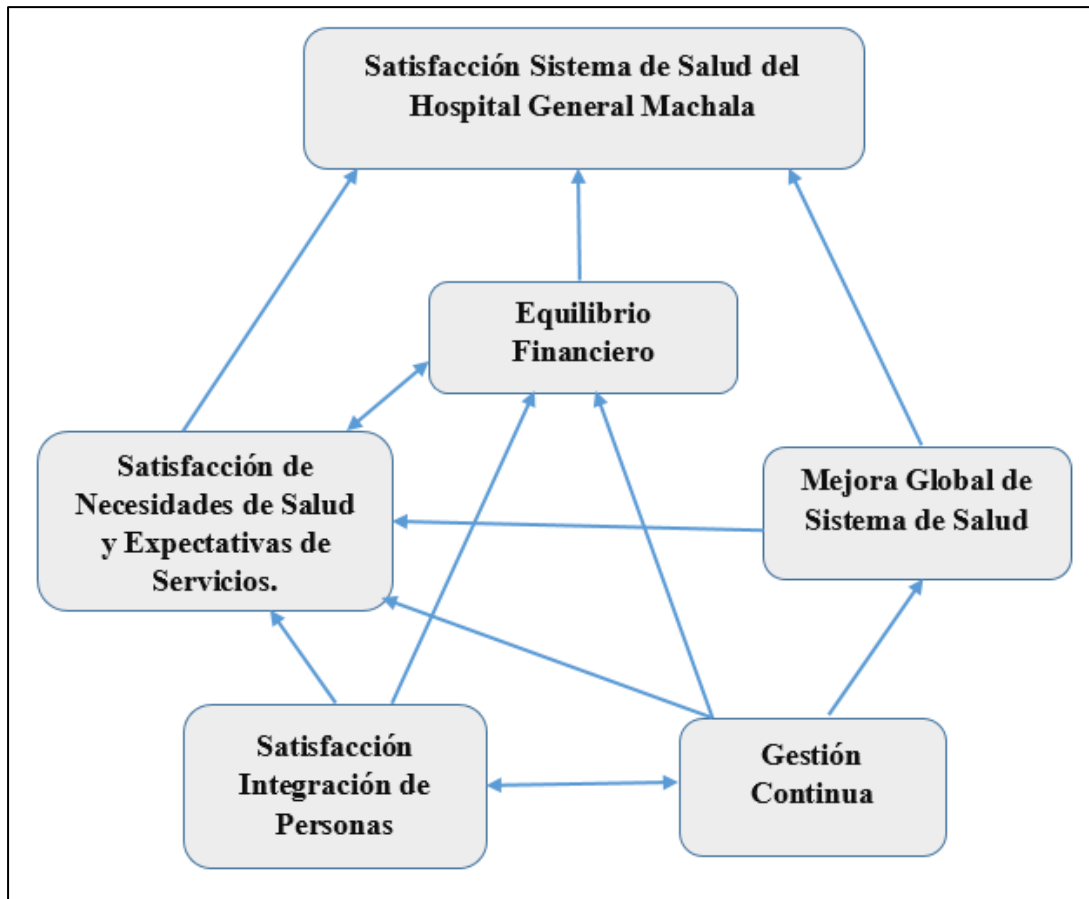 Satisfacción Sistema de Salud del
Hospital General Machala
Equilibrio
Financiero
Satisfacción de
Necesidades de Salud
y Expectativas de
Servicios.
Mejora Global de
Sistema de Salud
Satisfacción
Integración de
Personas
Gestión
Continua